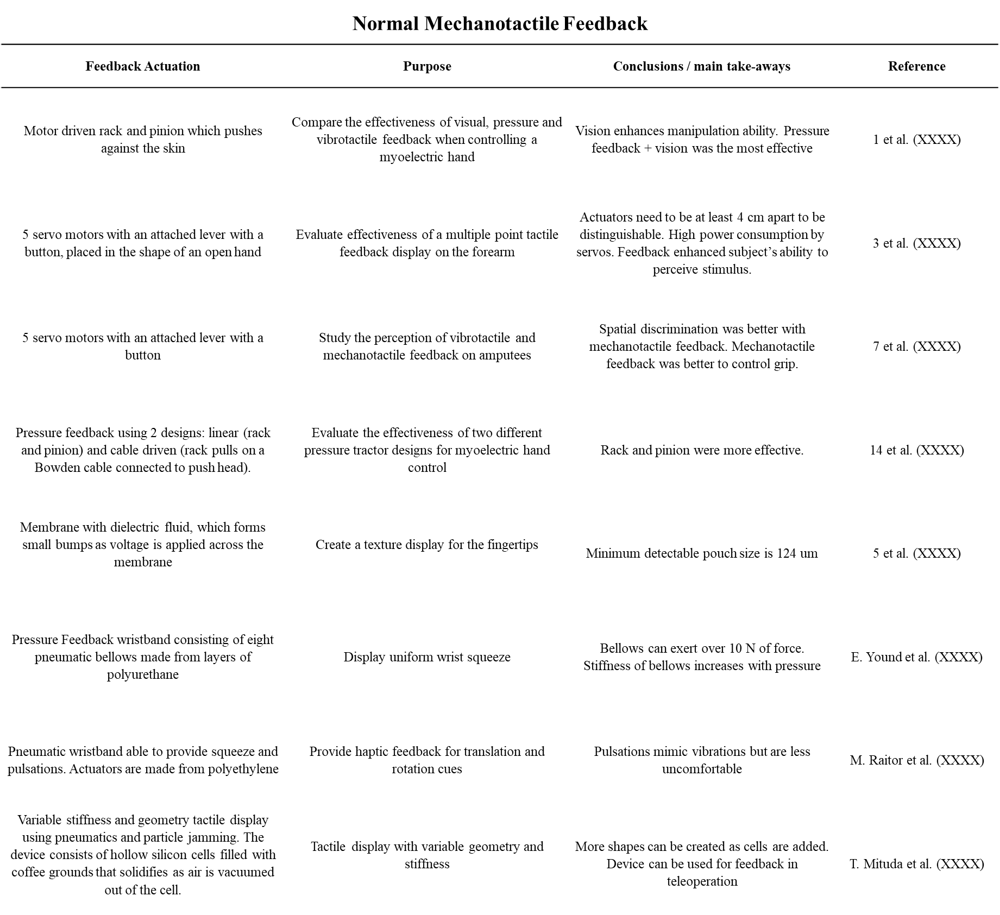 Normal Mechanotactile Feedback
Feedback Actuation
Purpose
Conclusions / main take-aways
Reference
Motor driven rack and pinion which pushes
against the skin
Compare the effectiveness of visual, pressure and
vibrotactile feedback when controlling a
myoelectric hand
Vision enhances manipulation ability. Pressure
feedback + vision was the most effective
1 et al. (XXXX)
5 servo motors with an attached lever with a
button, placed in the shape of an open hand
Evaluate effectiveness of a multiple point tactile
feedback display on the forearm
Actuators need to be at least 4 cm apart to be
distinguishable. High power consumption by
servos. Feedback enhanced subject’s ability to
perceive stimulus.
3 et al. (XXXX)
5 servo motors with an attached lever with a
button
Study the perception of vibrotactile and
mechanotactile feedback on amputees
Spatial discrimination was better with
mechanotactile feedback. Mechanotactile
feedback was better to control grip.
7 et al. (XXXX)
Pressure feedback using 2 designs: linear (rack
and pinion) and cable driven (rack pulls on a
Bowden cable connected to push head).
Evaluate the effectiveness of two different
pressure tractor designs for myoelectric hand
control
Rack and pinion were more effective.
14 et al. (XXXX)
Membrane with dielectric fluid, which forms
small bumps as voltage is applied across the
membrane
Create a texture display for the fingertips
Minimum detectable pouch size is 124 um
5 et al. (XXXX)
Pressure Feedback wristband consisting of eight
pneumatic bellows made from layers of
polyurethane
Display uniform wrist squeeze
Bellows can exert over 10 N of force.
Stiffness of bellows increases with pressure
E. Yound et al. (XXXX)
Pneumatic wristband able to provide squeeze and
pulsations. Actuators are made from polyethylene
Provide haptic feedback for translation and
rotation cues
Pulsations mimic vibrations but are less
uncomfortable
M. Raitor et al. (XXXX)
Variable stiffness and geometry tactile display
using pneumatics and particle jamming. The
device consists of hollow silicon cells filled with
coffee grounds that solidifies as air is vacuumed
out of the cell.
Tactile display with variable geometry and
stiffness
More shapes can be created as cells are added.
Device can be used for feedback in
teleoperation
T. Mituda et al. (XXXX)